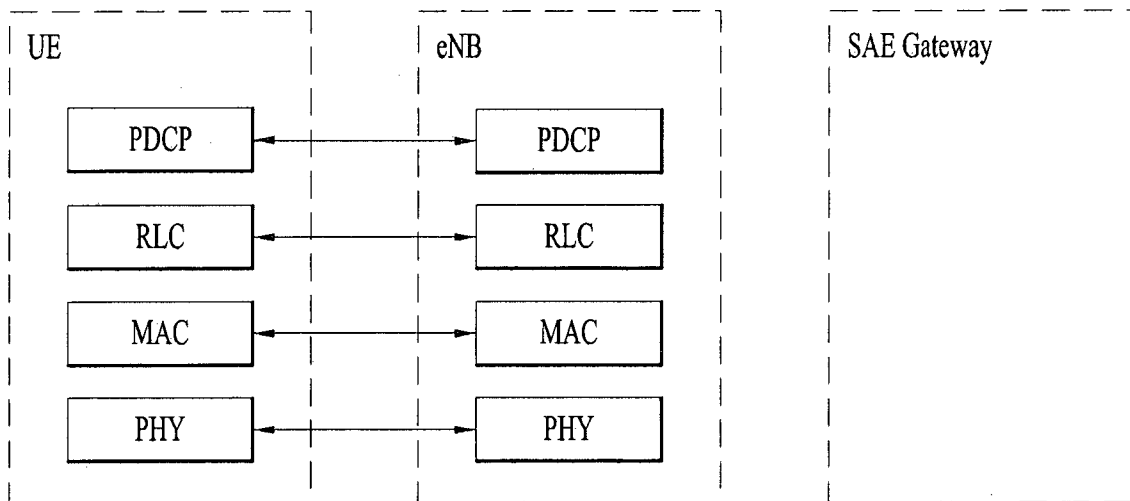 UE eNB SAE Gateway
PDCP PDCP
RLC RLC
MAC MAC
PHY PHY